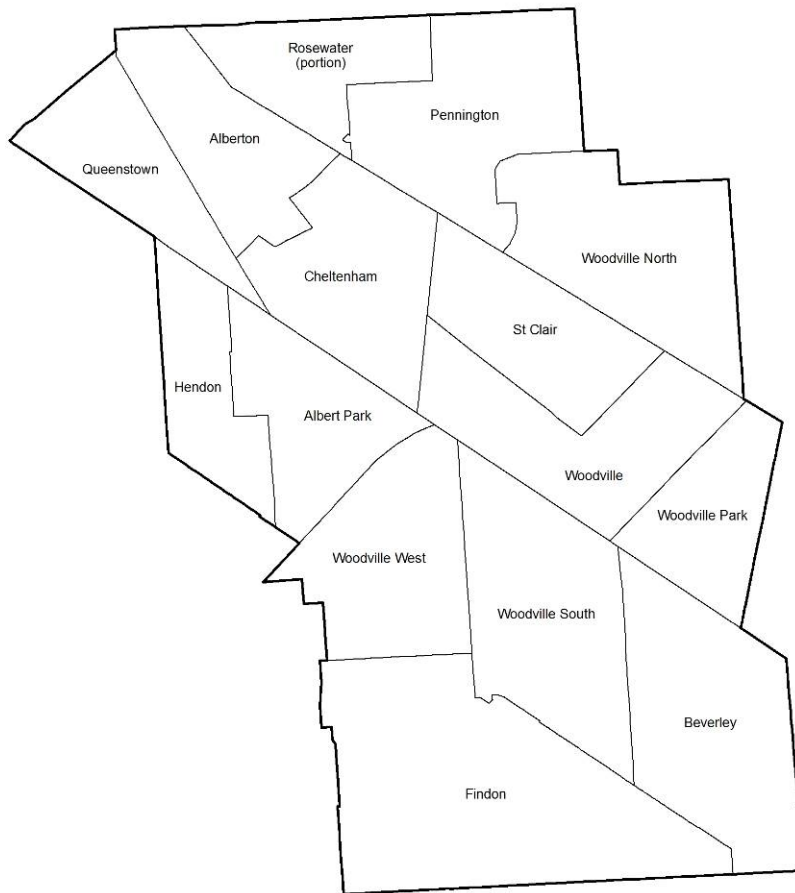 Rosewater
(portion)
Pennington
Alberton
Queenstown
Woodville North
Cheltenham
St Clair
Hendon
Albert Park
Woodville
Woodville Park
Woodville West
Woodville South
Beverley
Findon